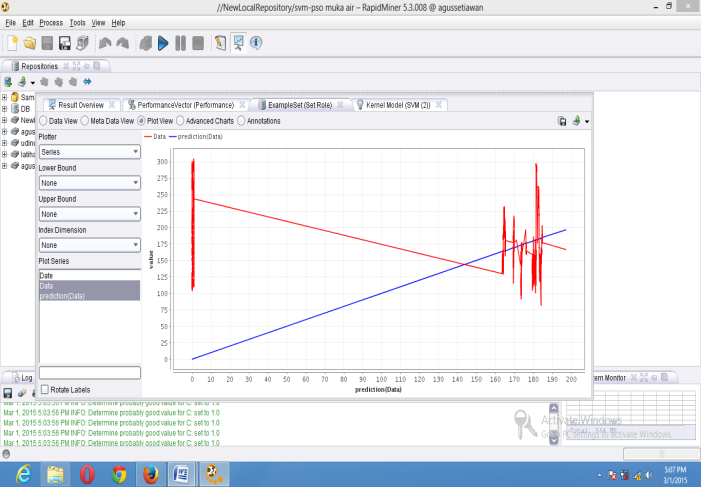 //NewLocalRepository/svm-pso muka air – RapidMiner 5.3.008 @ agussetiawan
File Edit Process Tools View Help
Repositories
Sam
DB
Newl
agus
udinu
latiha
agus
Result Overview
PerformanceVector (Performance)
ExampleSet (Set Role)
Kernel Model (SVM (2))
Data View Meta Data View Plot View Advanced Charts Annotations
Plotter
Series
Lower Bound
None
Upper Bound
None
Index Dimension
None
Plot Series
Date
Data
prediction(Data)
Rotate Labels
Data prediction(Data)
300
275
250
225
200
175
150
125
100
75
50
25
0
value
0 10 20 30 40 50 60 70 80 90 100 110 120 130 140 150 160 170 180 190 200
prediction(Data)
Log
em Monitor
Mar 1, 2015 5:03:56 PM INFO: Determine probably good value for C: set to 1.0
Mar 1, 2015 5:03:56 PM INFO: Determine probably good value for C: set to 1.0
Mar 1, 2015 5:03:56 PM INFO: Determine probably good value for C: set to 1.0
Mar 1, 2015 5:03:56 PM INFO: Determine probably good value for C: set to 1.0
Activate Windows
Go to PC settings to activate Windows.
5:07 PM
3/1/2015